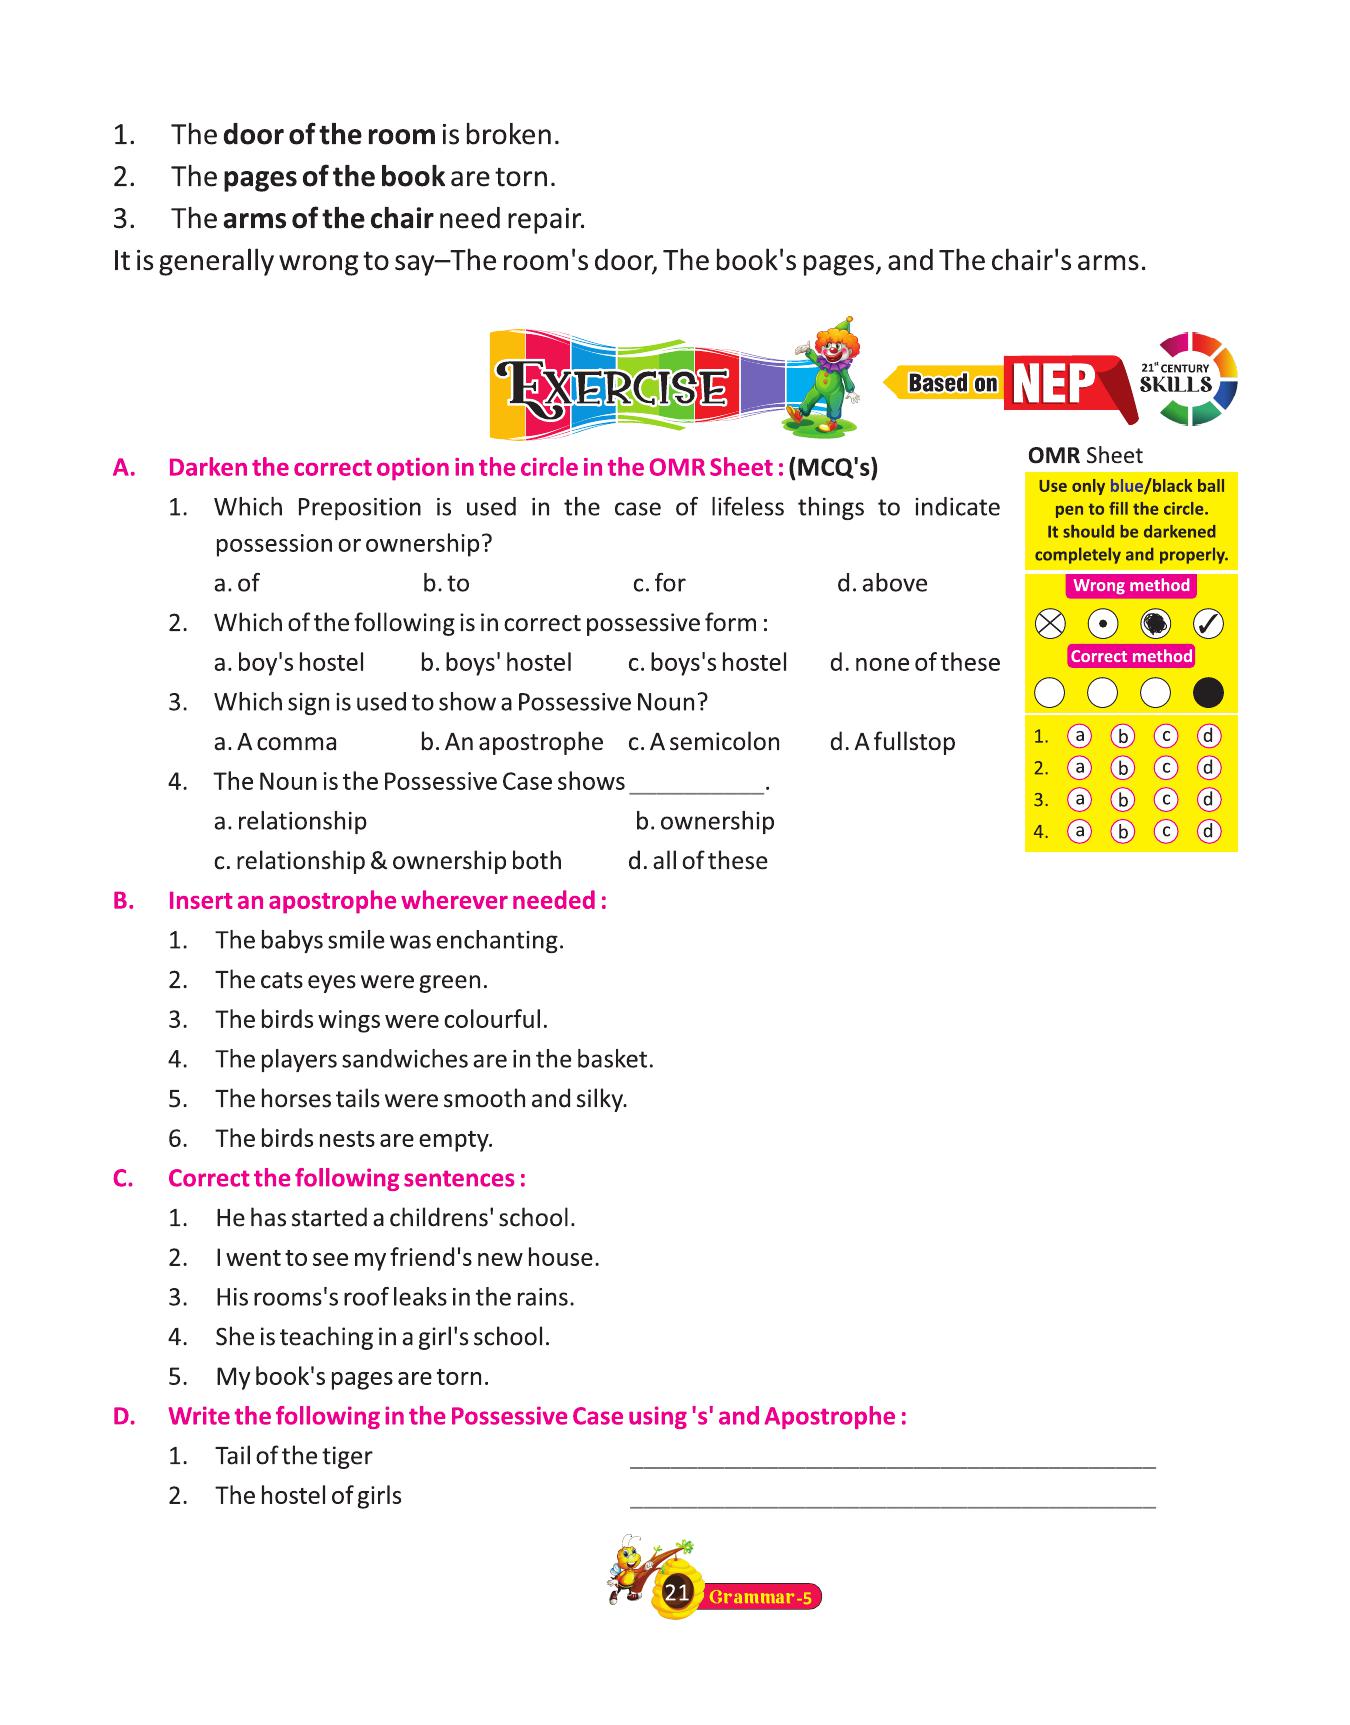 1. The door of the room is broken.
2. The pages of the book are torn.
3. The arms of the chair need repair.
It is generally wrong to say–The room's door, The book's pages, and The chair's arms.
EXERCISE
Based on NEP
21st CENTURY
SKILLS
A. Darken the correct option in the circle in the OMR Sheet : (MCQ's)
1. Which Preposition is used in the case of lifeless things to indicate
possession or ownership?
a. of b. to c. for d. above
2. Which of the following is in correct possessive form :
a. boy's hostel b. boys' hostel c. boys's hostel d. none of these
3. Which sign is used to show a Possessive Noun?
a. A comma b. An apostrophe c. A semicolon d. A fullstop
4. The Noun is the Possessive Case shows __________.
a. relationship b. ownership
c. relationship & ownership both d. all of these
OMR Sheet
Use only blue/black ball
pen to fill the circle.
It should be darkened
completely and properly.
Wrong method
Correct method
1. a b c d
2. a b c d
3. a b c d
4. a b c d
B. Insert an apostrophe wherever needed :
1. The babys smile was enchanting.
2. The cats eyes were green.
3. The birds wings were colourful.
4. The players sandwiches are in the basket.
5. The horses tails were smooth and silky.
6. The birds nests are empty.
C. Correct the following sentences :
1. He has started a childrens' school.
2. I went to see my friend's new house.
3. His rooms's roof leaks in the rains.
4. She is teaching in a girl's school.
5. My book's pages are torn.
D. Write the following in the Possessive Case using 's' and Apostrophe :
1. Tail of the tiger ________________________________________
2. The hostel of girls ________________________________________
21 Grammar-5